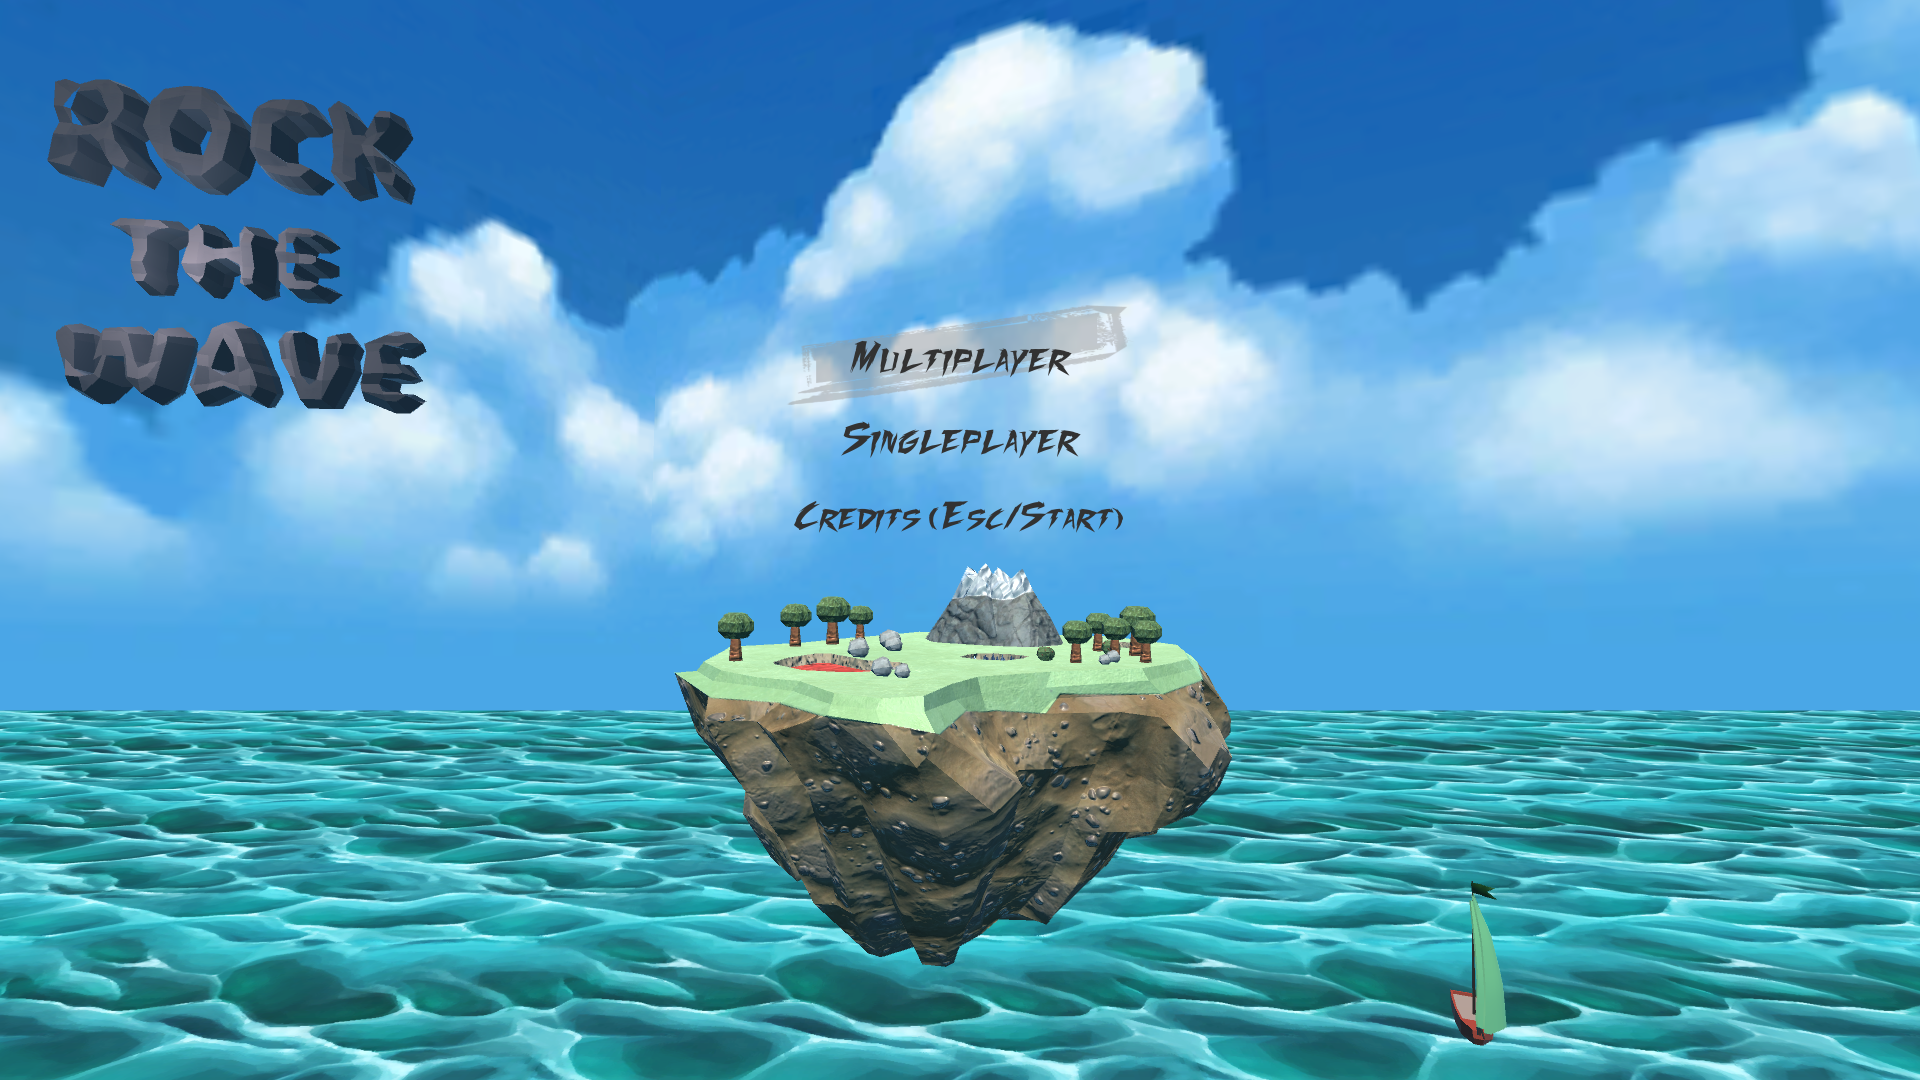 ROCK
THE
WAVE
MULTIPLAYER
SINGLEPLAYER
CREDITS (ESC/START)